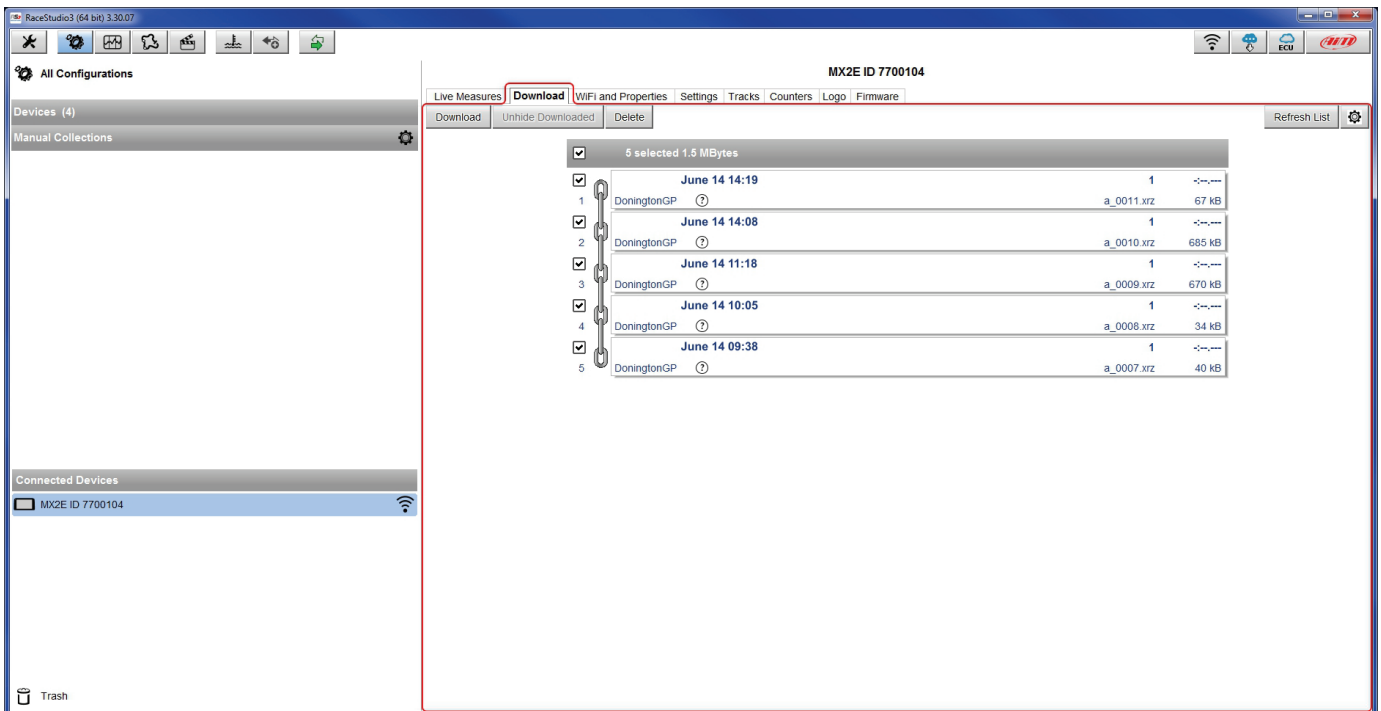 RaceStudio3 (64 bit) 3.30.07
ECU
AiM
All Configurations
MX2E ID 7700104
Live Measures Download WiFi and Properties Settings Tracks Counters Logo Firmware
Devices (4)
Download Unhide Downloaded Delete Refresh List
Manual Collections
5 selected 1.5 MBytes
June 14 14:19 1 -:--.---
1 DoningtonGP ? a_0011.xrz 67 kB
June 14 14:08 1 -:--.---
2 DoningtonGP ? a_0010.xrz 685 kB
June 14 11:18 1 -:--.---
3 DoningtonGP ? a_0009.xrz 670 kB
June 14 10:05 1 -:--.---
4 DoningtonGP ? a_0008.xrz 34 kB
June 14 09:38 1 -:--.---
5 DoningtonGP ? a_0007.xrz 40 kB
Connected Devices
MX2E ID 7700104
Trash